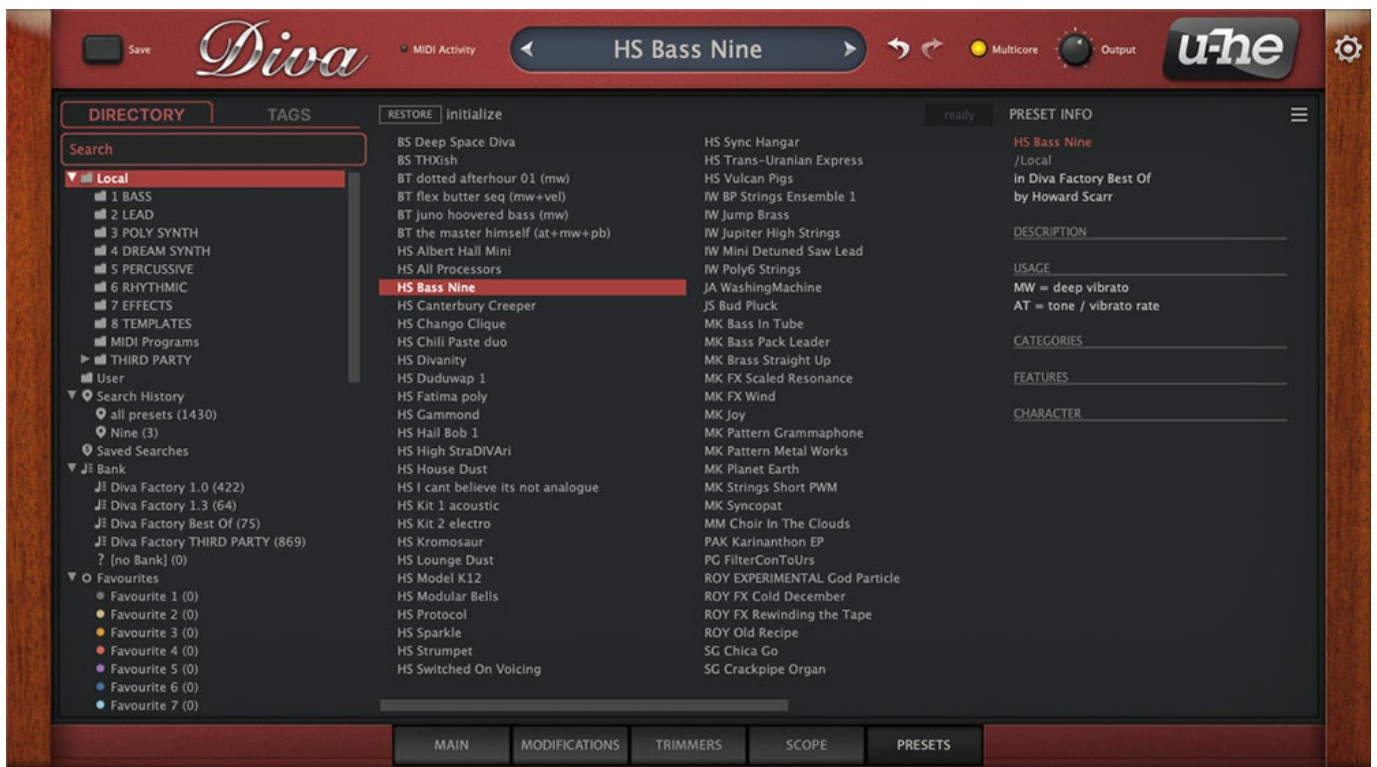 Save
Diva
MIDI Activity
HS Bass Nine
Multicore
Output
u-he
DIRECTORY
TAGS
Search
Local
1 BASS
2 LEAD
3 POLY SYNTH
4 DREAM SYNTH
5 PERCUSSIVE
6 RHYTHMIC
7 EFFECTS
8 TEMPLATES
MIDI Programs
THIRD PARTY
User
Search History
all presets (1430)
Nine (3)
Saved Searches
Bank
Diva Factory 1.0 (422)
Diva Factory 1.3 (64)
Diva Factory Best Of (75)
Diva Factory THIRD PARTY (869)
? [no Bank] (0)
Favourites
Favourite 1 (0)
Favourite 2 (0)
Favourite 3 (0)
Favourite 4 (0)
Favourite 5 (0)
Favourite 6 (0)
Favourite 7 (0)
RESTORE initialize
ready
BS Deep Space Diva
BS THXish
BT dotted afterhour 01 (mw)
BT flex butter seq (mw+vel)
BT juno hoovered bass (mw)
BT the master himself (at+mw+pb)
HS Albert Hall Mini
HS All Processors
HS Bass Nine
HS Canterbury Creeper
HS Chango Clique
HS Chili Paste duo
HS Divanity
HS Duduwap 1
HS Fatima poly
HS Gammond
HS Hail Bob 1
HS High StraDIVAri
HS House Dust
HS I cant believe its not analogue
HS Kit 1 acoustic
HS Kit 2 electro
HS Kromosaur
HS Lounge Dust
HS Model K12
HS Modular Bells
HS Protocol
HS Sparkle
HS Strumpet
HS Switched On Voicing
HS Sync Hangar
HS Trans-Uranian Express
HS Vulcan Pigs
IW BP Strings Ensemble 1
IW Jump Brass
IW Jupiter High Strings
IW Mini Detuned Saw Lead
IW Poly6 Strings
JA WashingMachine
JS Bud Pluck
MK Bass In Tube
MK Bass Pack Leader
MK Brass Straight Up
MK FX Scaled Resonance
MK FX Wind
MK Joy
MK Pattern Grammaphone
MK Pattern Metal Works
MK Planet Earth
MK Strings Short PWM
MK Syncopat
MM Choir In The Clouds
PAK Karinanthon EP
PG FilterConToUrs
ROY EXPERIMENTAL God Particle
ROY FX Cold December
ROY FX Rewinding the Tape
ROY Old Recipe
SG Chica Go
SG Crackpipe Organ
PRESET INFO
HS Bass Nine
/Local
in Diva Factory Best Of
by Howard Scarr
DESCRIPTION
USAGE
MW = deep vibrato
AT = tone / vibrato rate
CATEGORIES
FEATURES
CHARACTER
MAIN
MODIFICATIONS
TRIMMERS
SCOPE
PRESETS